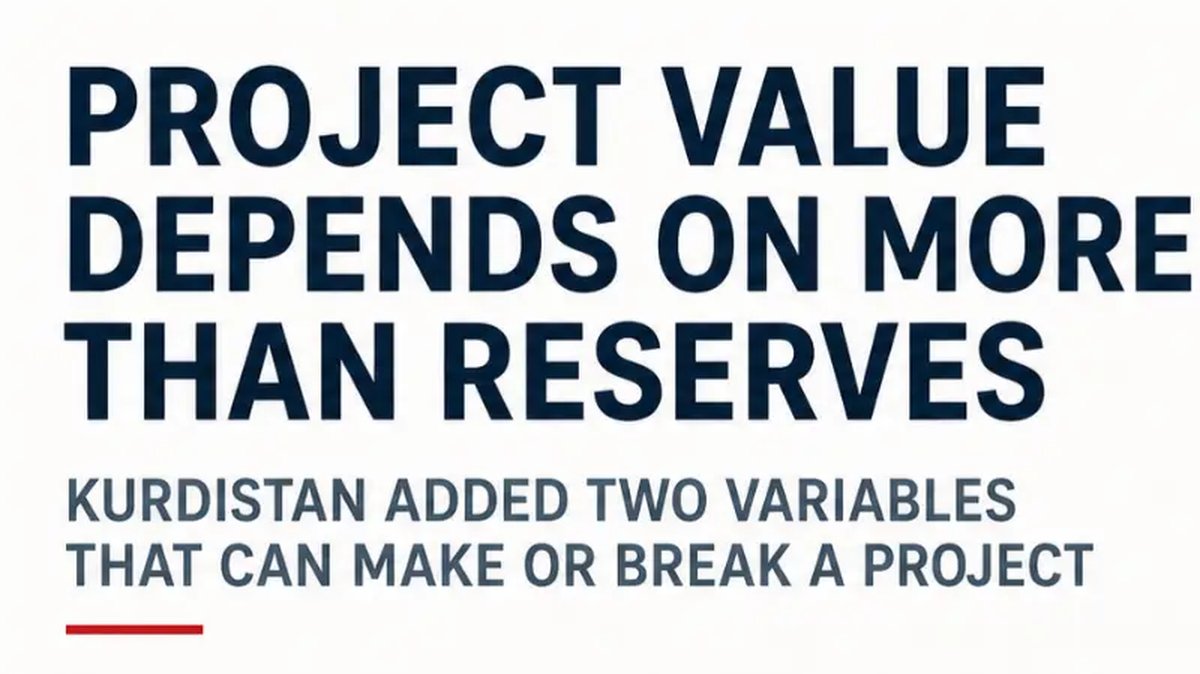 PROJECT VALUE
DEPENDS ON MORE
THAN RESERVES
KURDISTAN ADDED TWO VARIABLES
THAT CAN MAKE OR BREAK A PROJECT